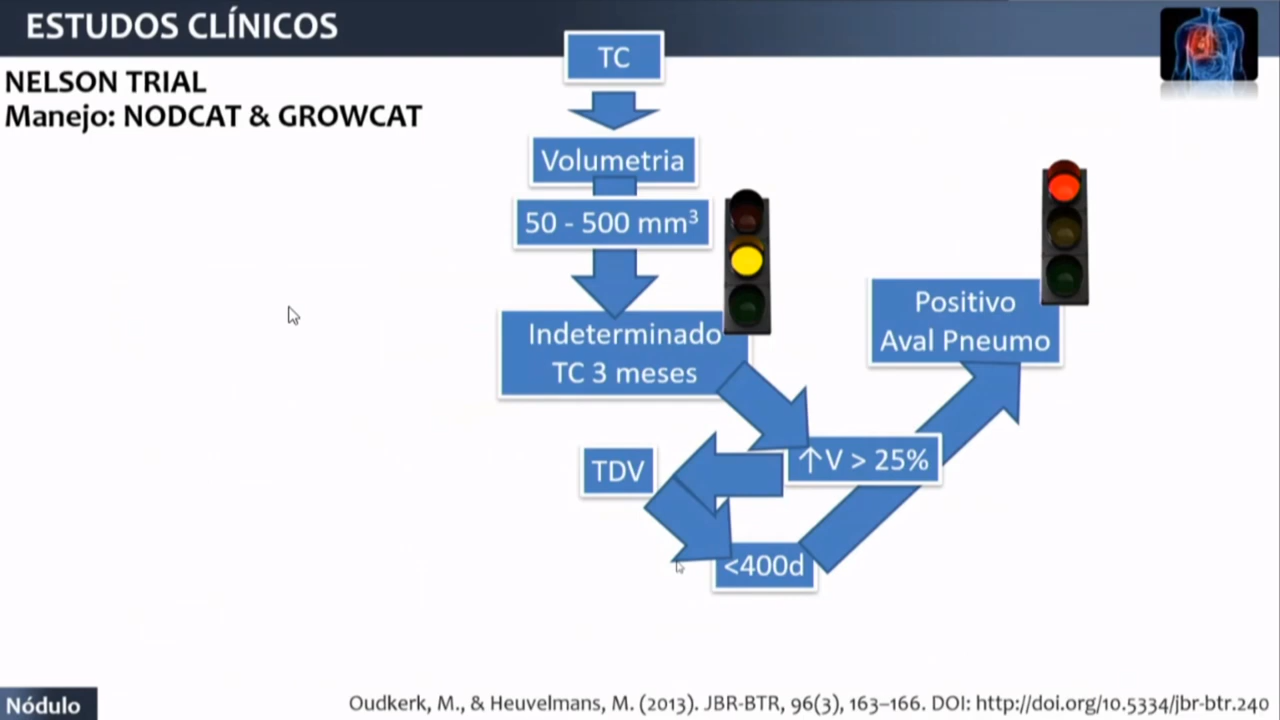 ESTUDOS CLÍNICOS
NELSON TRIAL
Manejo: NODCAT & GROWCAT
TC
Volumetria
50 - 500 mm³
Indeterminado
TC 3 meses
Positivo
Aval Pneumo
↑V > 25%
TDV
<400d
Nódulo
Oudkerk, M., & Heuvelmans, M. (2013). JBR-BTR, 96(3), 163–166. DOI: http://doi.org/10.5334/jbr-btr.240